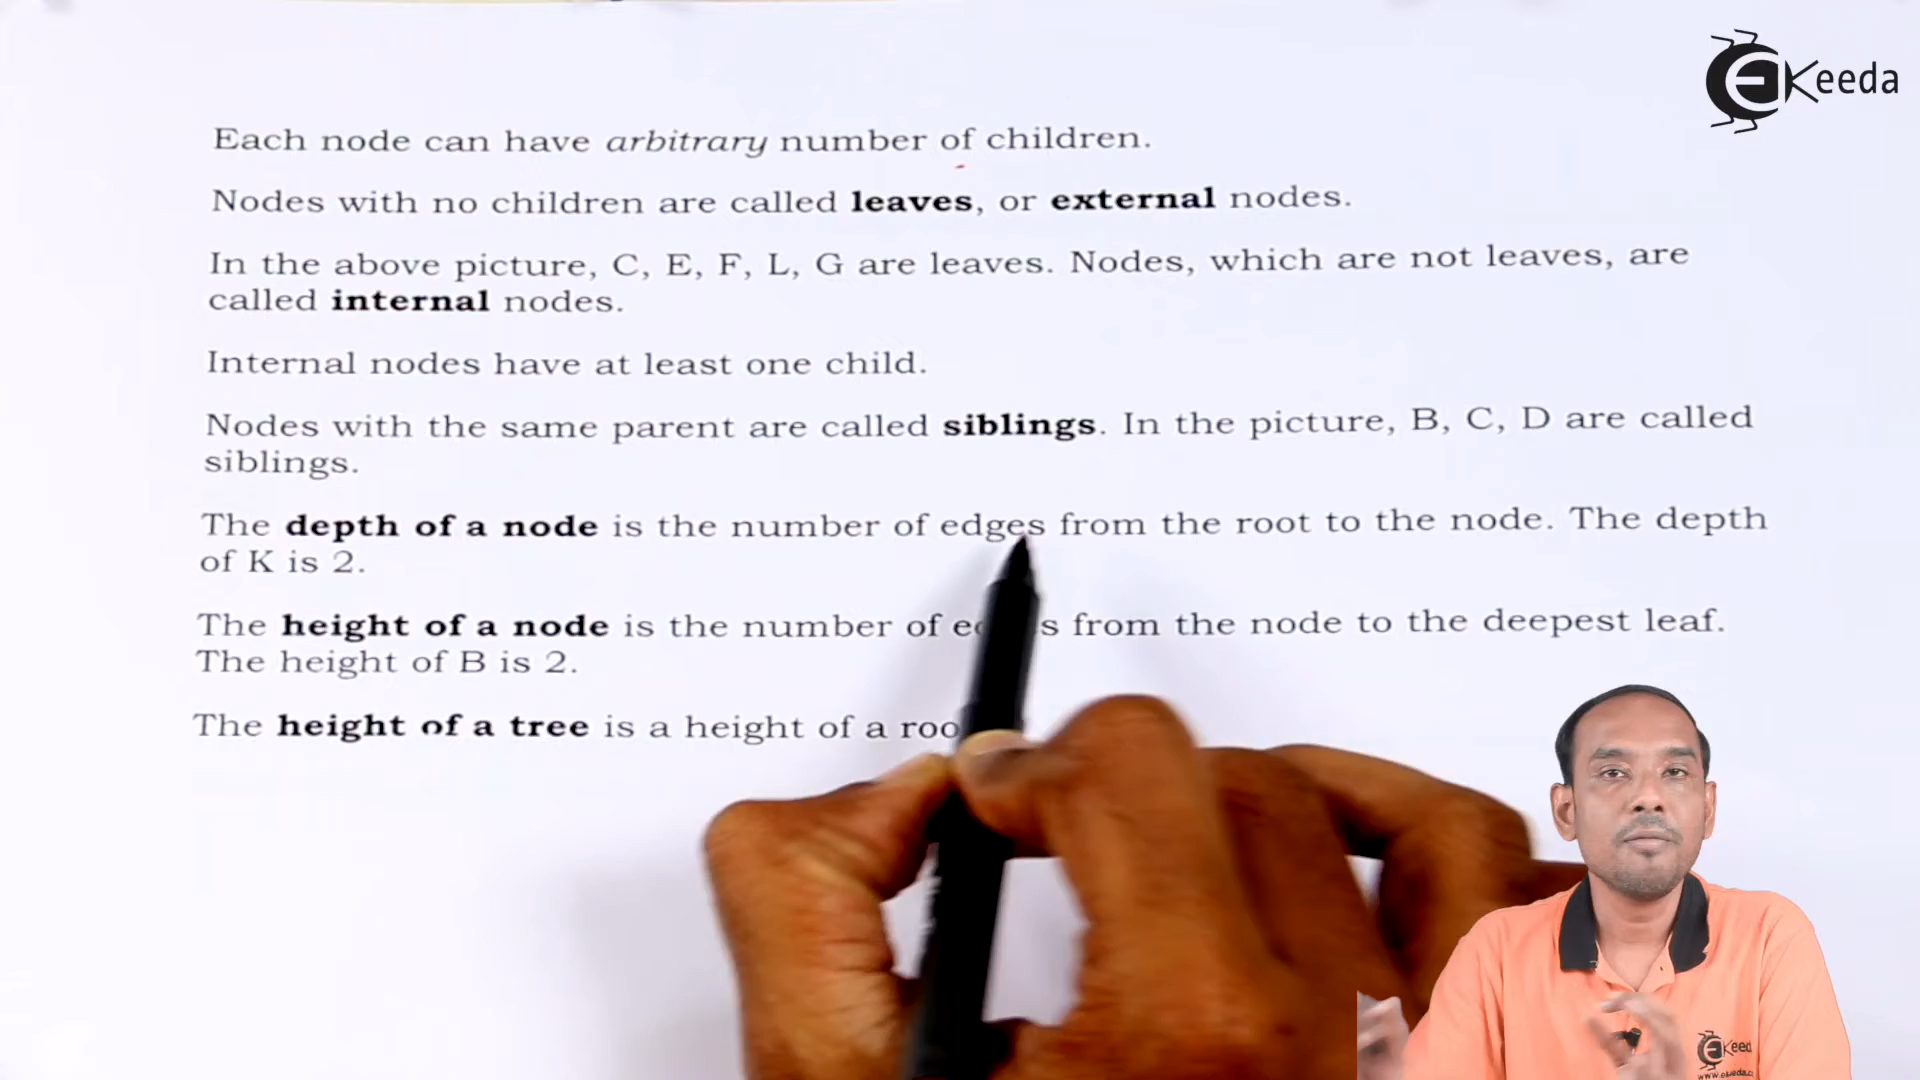 EKeeda
Each node can have arbitrary number of children.
Nodes with no children are called leaves, or external nodes.
In the above picture, C, E, F, L, G are leaves. Nodes, which are not leaves, are
called internal nodes.
Internal nodes have at least one child.
Nodes with the same parent are called siblings. In the picture, B, C, D are called
siblings.
The depth of a node is the number of edges from the root to the node. The depth
of K is 2.
The height of a node is the number of from the node to the deepest leaf.
The height of B is 2.
The height of a tree is a height of a